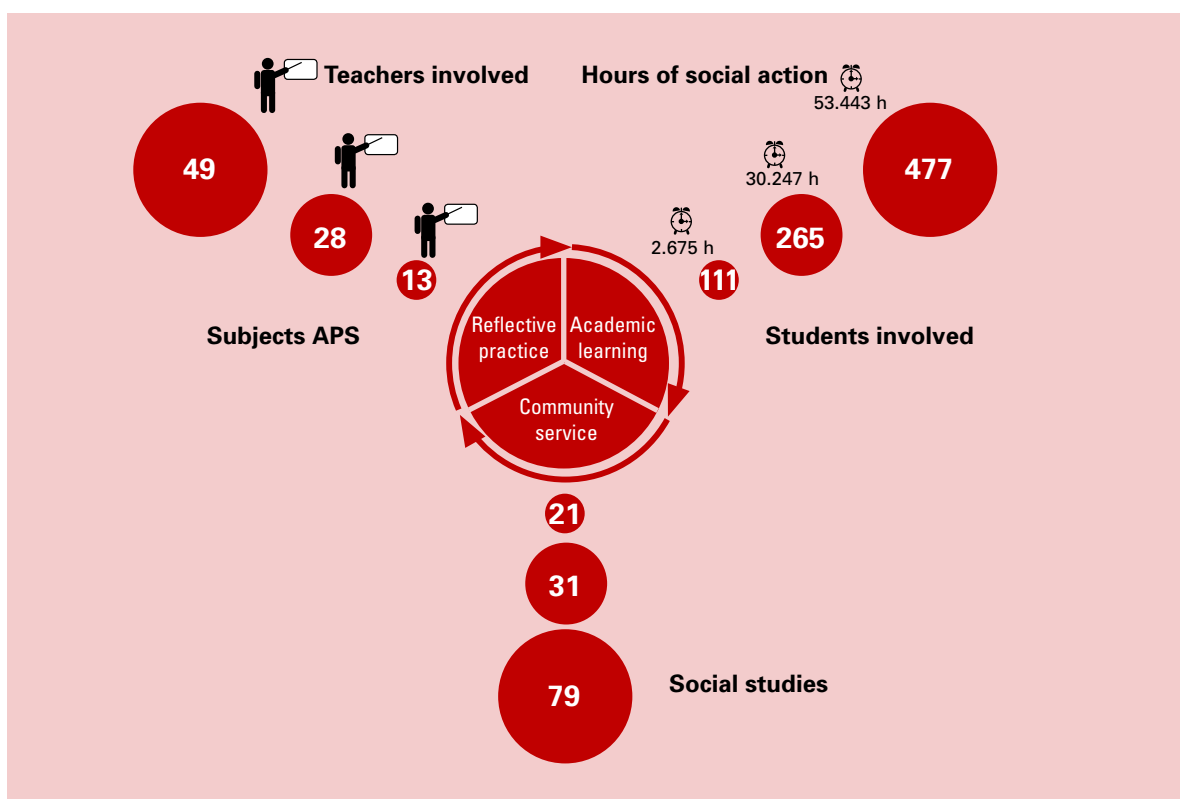 Teachers involved
Hours of social action
53.443 h
49
477
30.247 h
28
265
2.675 h
13
111
Subjects APS
Students involved
Reflective
practice
Academic
learning
Community
service
21
31
79
Social studies